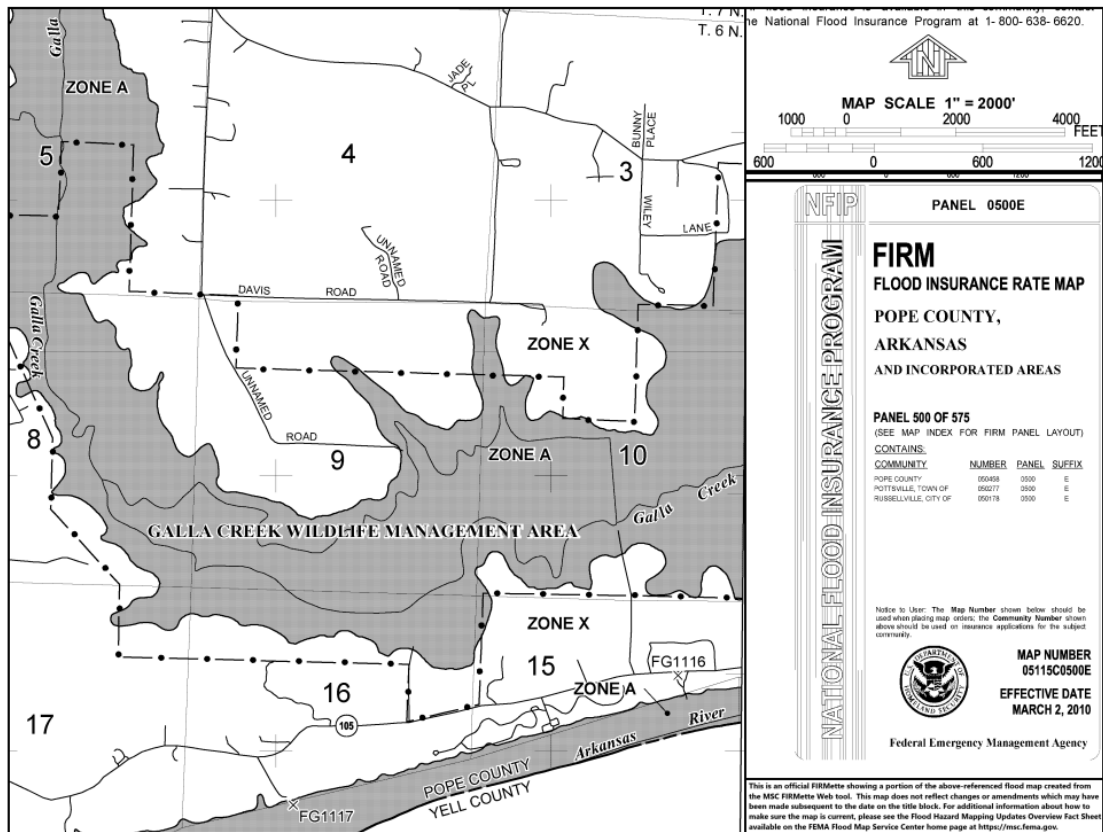 T. 7 N.
T. 6 N.
Galla
ZONE A
JADE
PL
BUNNY
PLACE
5
4
3
WILEY
LANE
UNNAMED
ROAD
DAVIS ROAD
Galla Creek
ZONE X
UNNAMED
ROAD
8
9
ZONE A
10
Galla Creek
GALLA CREEK WILDLIFE MANAGEMENT AREA
ZONE X
15
FG1116
16
ZONE A
17
105
Arkansas River
POPE COUNTY
YELL COUNTY
FG1117
he National Flood Insurance Program at 1- 800- 638- 6620.
N
MAP SCALE 1" = 2000'
1000 0 2000 4000
FEET
600 0 600 1200
NFIP
PANEL 0500E
NATIONAL FLOOD INSURANCE PROGRAM
FIRM
FLOOD INSURANCE RATE MAP
POPE COUNTY,
ARKANSAS
AND INCORPORATED AREAS
PANEL 500 OF 575
(SEE MAP INDEX FOR FIRM PANEL LAYOUT)
CONTAINS:
COMMUNITY NUMBER PANEL SUFFIX
POPE COUNTY 050458 0500 E
POTTSVILLE, TOWN OF 050277 0500 E
RUSSELLVILLE, CITY OF 050178 0500 E
Notice to User: The Map Number shown below should be
used when placing map orders; the Community Number shown
above should be used on insurance applications for the subject
community.
U.S. DEPARTMENT OF HOMELAND SECURITY
MAP NUMBER
05115C0500E
EFFECTIVE DATE
MARCH 2, 2010
Federal Emergency Management Agency
This is an official FIRMette showing a portion of the above-referenced flood map created from
the MSC FIRMette Web tool. This map does not reflect changes or amendments which may have
been made subsequent to the date on the title block. For additional information about how to
make sure the map is current, please see the Flood Hazard Mapping Updates Overview Fact Sheet
available on the FEMA Flood Map Service Center home page at https://msc.fema.gov.